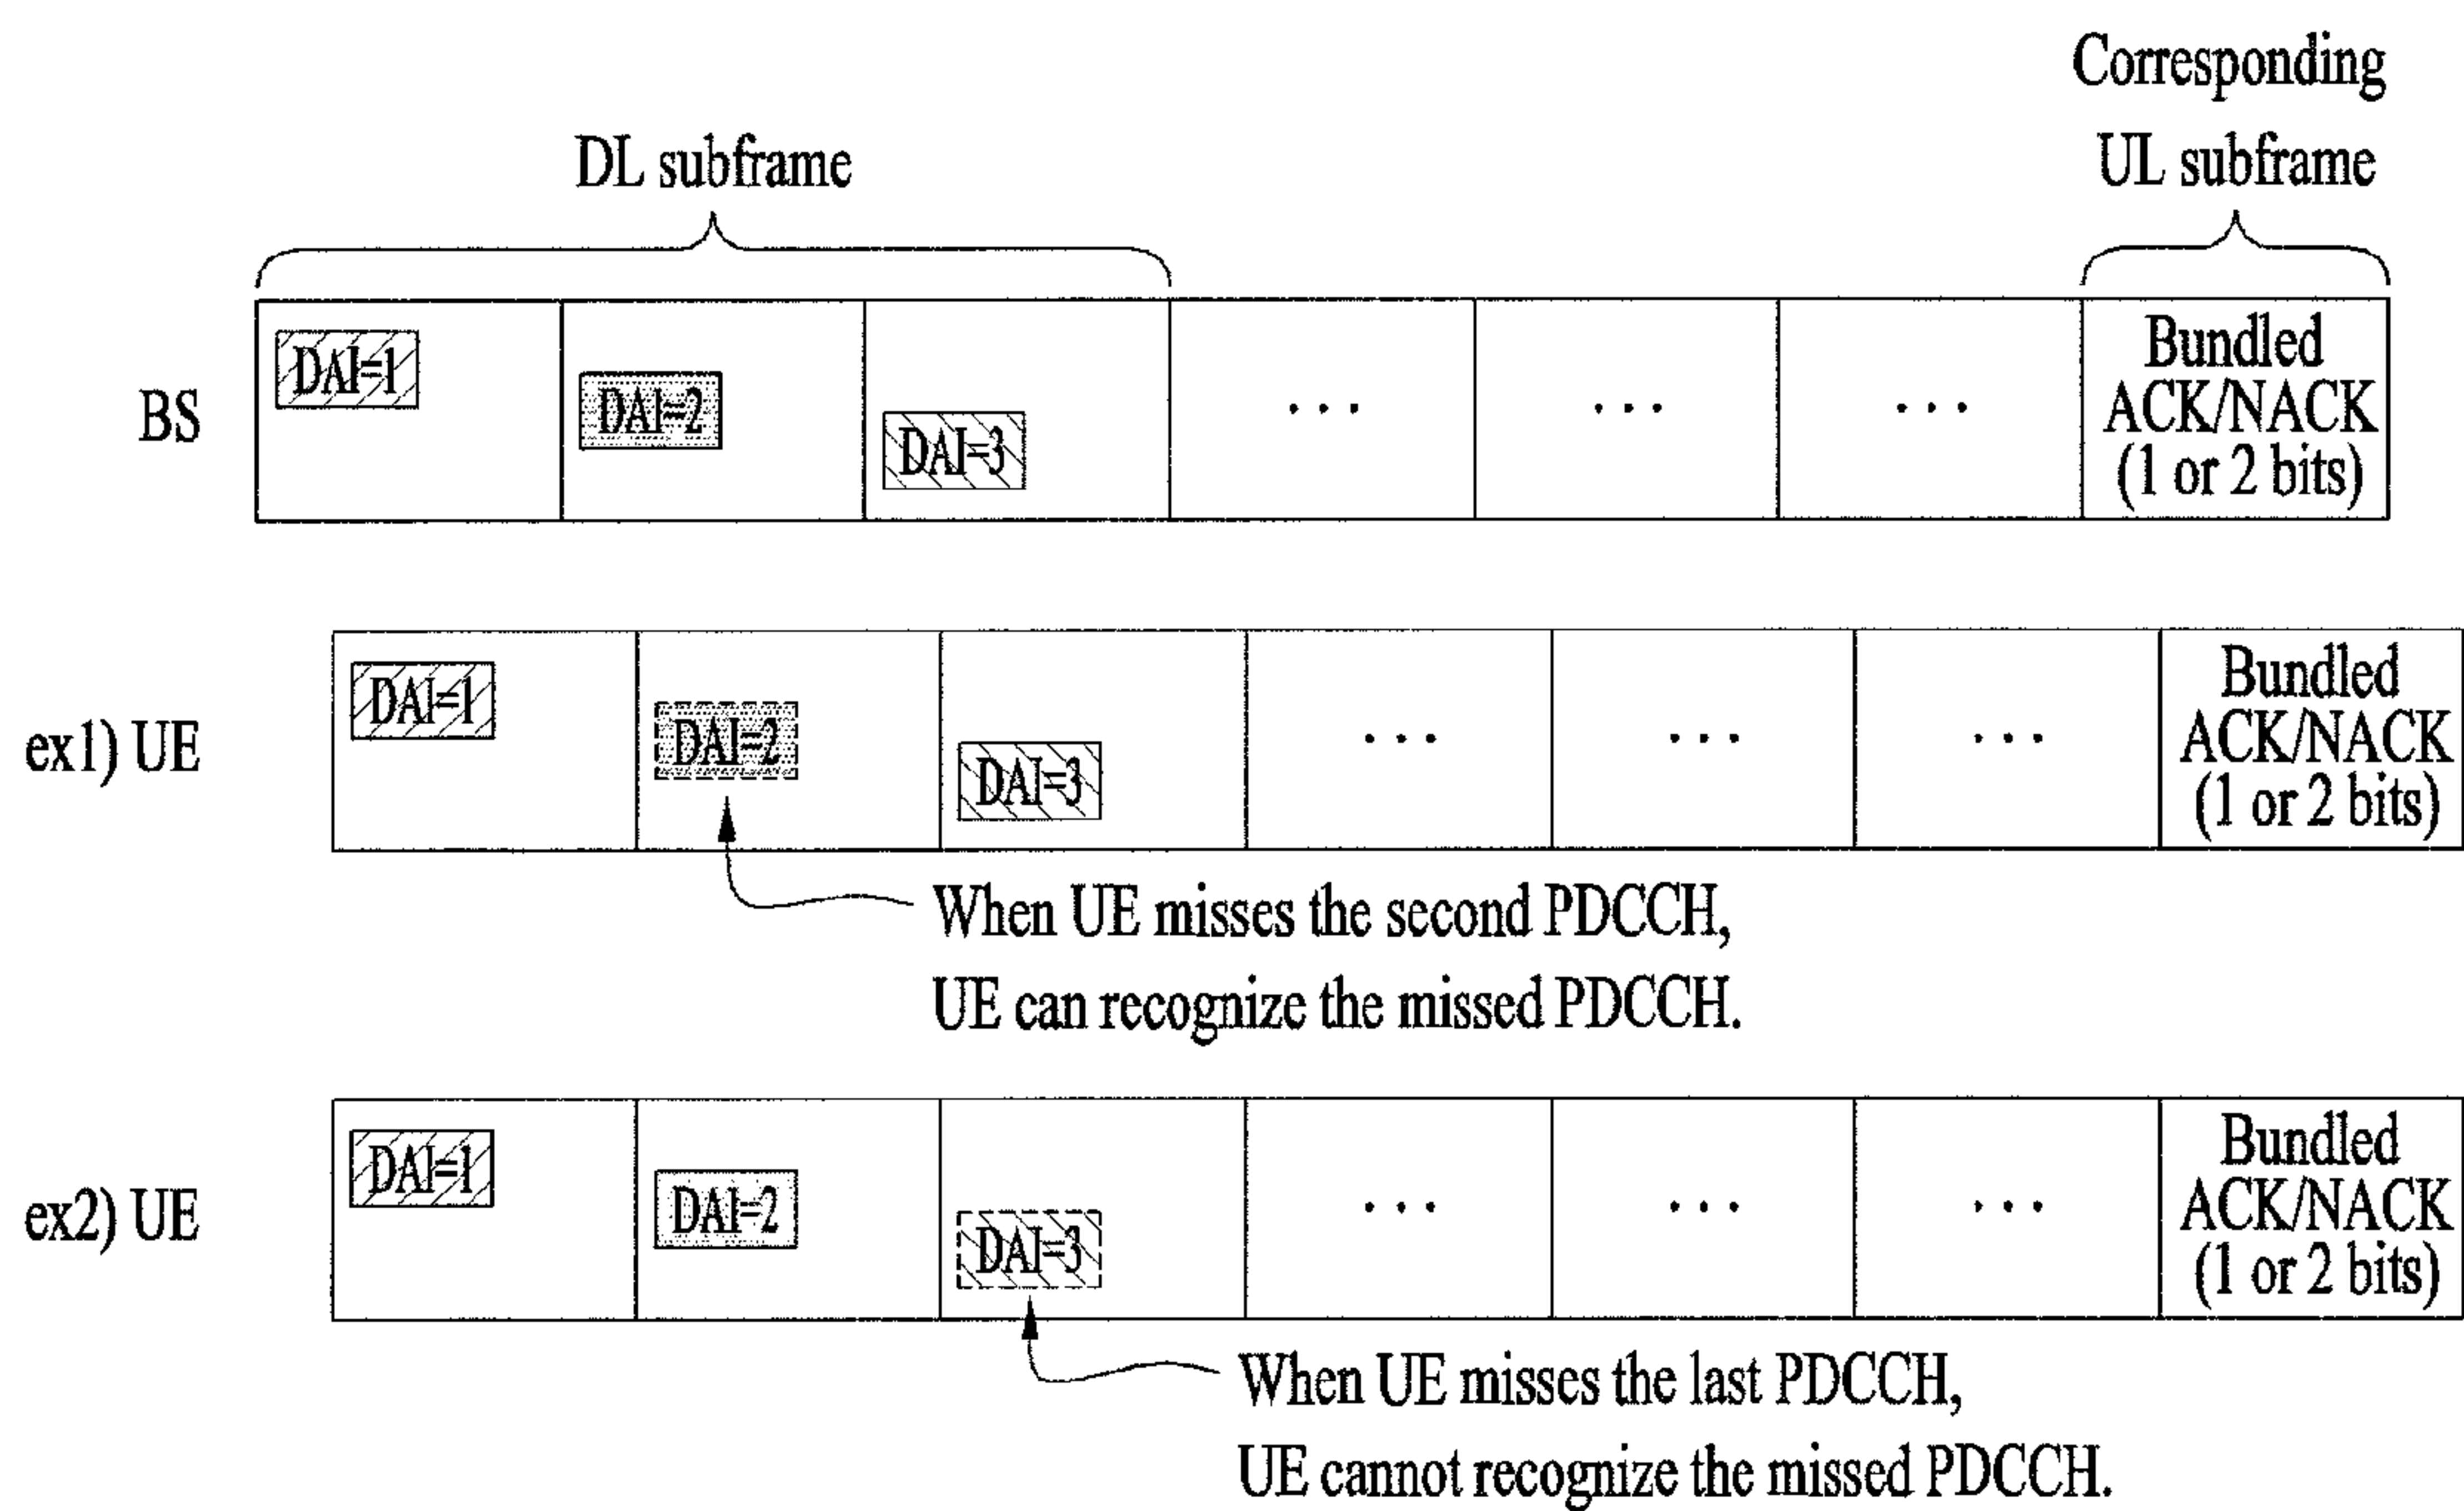 Corresponding
DL subframe
UL subframe
BS
DAI=1
DAI=2
DAI=3
...
...
...
Bundled
ACK/NACK
(1 or 2 bits)
ex1) UE
DAI=1
DAI=2
DAI=3
...
...
...
Bundled
ACK/NACK
(1 or 2 bits)
When UE misses the second PDCCH,
UE can recognize the missed PDCCH.
ex2) UE
DAI=1
DAI=2
DAI=3
...
...
...
Bundled
ACK/NACK
(1 or 2 bits)
When UE misses the last PDCCH,
UE cannot recognize the missed PDCCH.